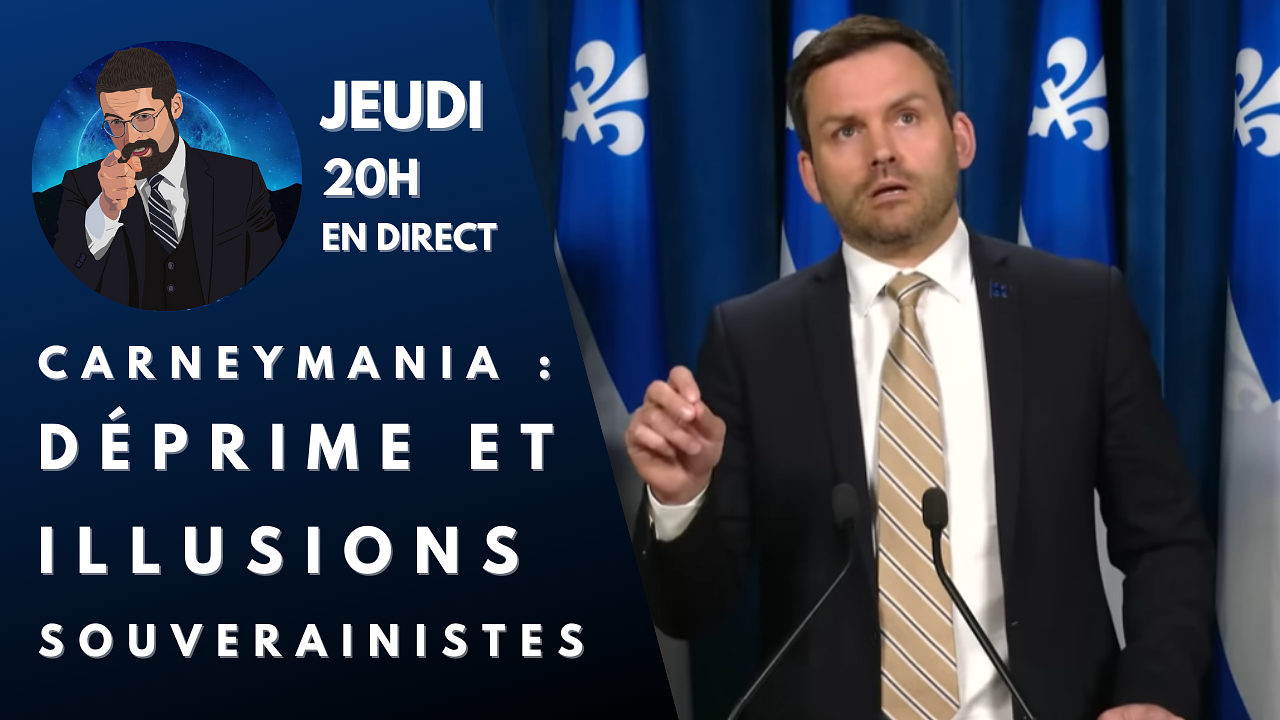 JEUDI
20H
EN DIRECT
CARNEYMANIA :
DÉPRIME ET
ILLUSIONS
SOUVERAINISTES